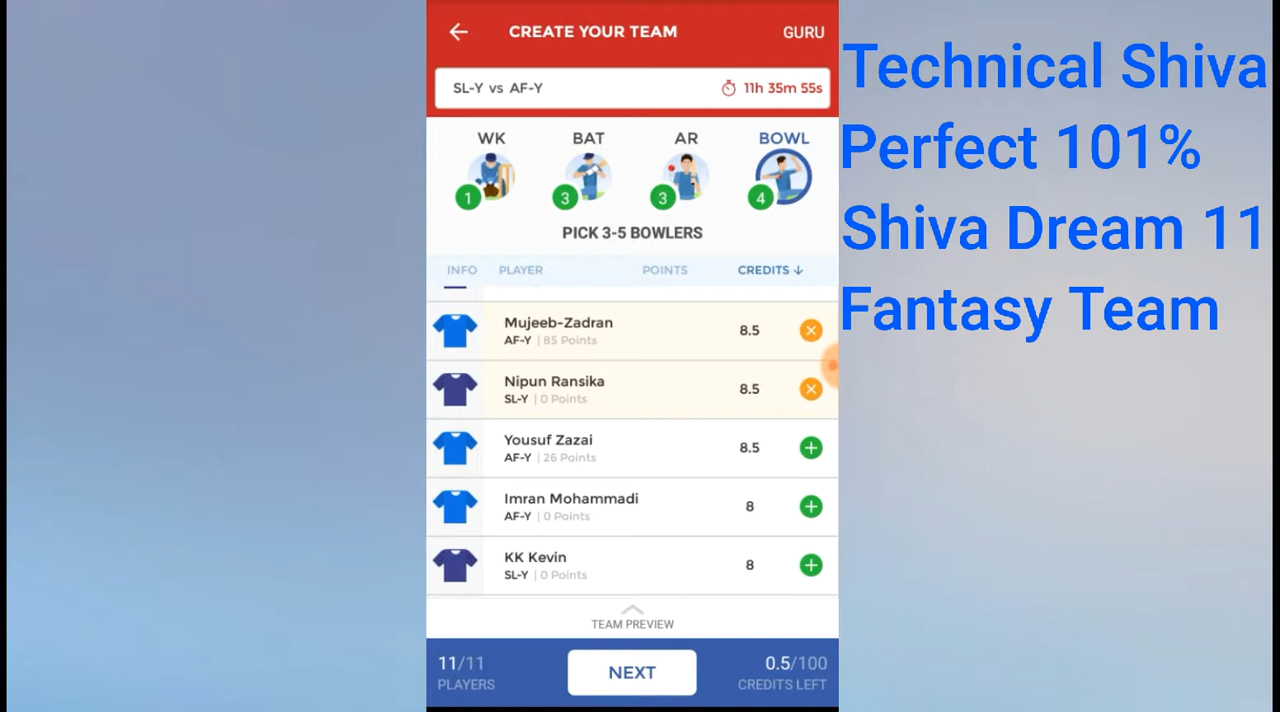 CREATE YOUR TEAM
GURU
SL-Y vs AF-Y
11h 35m 55s
WK
BAT
AR
BOWL
1
3
3
4
PICK 3-5 BOWLERS
INFO
PLAYER
POINTS
CREDITS ↓
Mujeeb-Zadran
AF-Y | 85 Points
8.5
Nipun Ransika
SL-Y | 0 Points
8.5
Yousuf Zazai
AF-Y | 26 Points
8.5
Imran Mohammadi
AF-Y | 0 Points
8
KK Kevin
SL-Y | 0 Points
8
TEAM PREVIEW
11/11
PLAYERS
NEXT
0.5/100
CREDITS LEFT
Technical Shiva
Perfect 101%
Shiva Dream 11
Fantasy Team